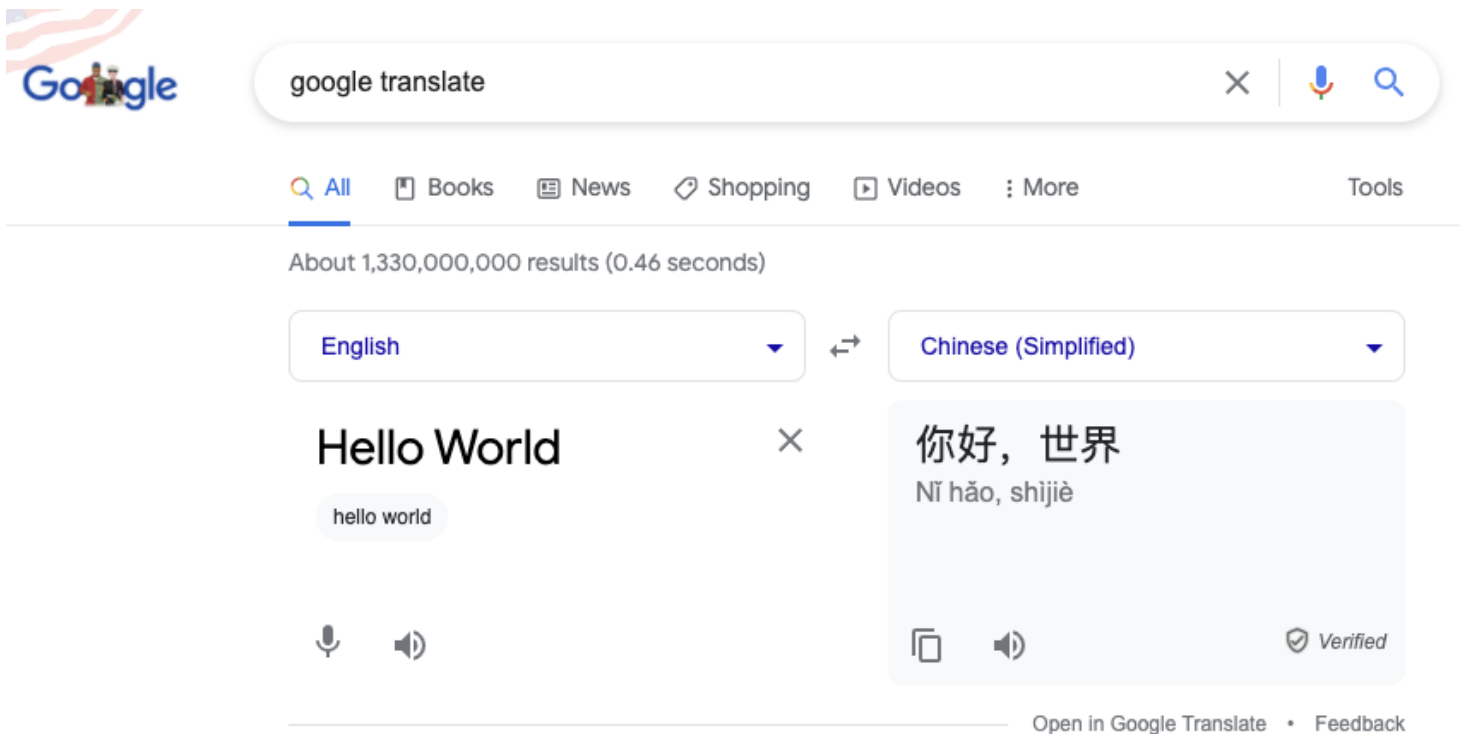 Google
google translate
All Books News Shopping Videos More Tools
About 1,330,000,000 results (0.46 seconds)
English Chinese (Simplified)
Hello World 你好，世界
Nǐ hǎo, shìjiè
hello world
Verified
Open in Google Translate • Feedback